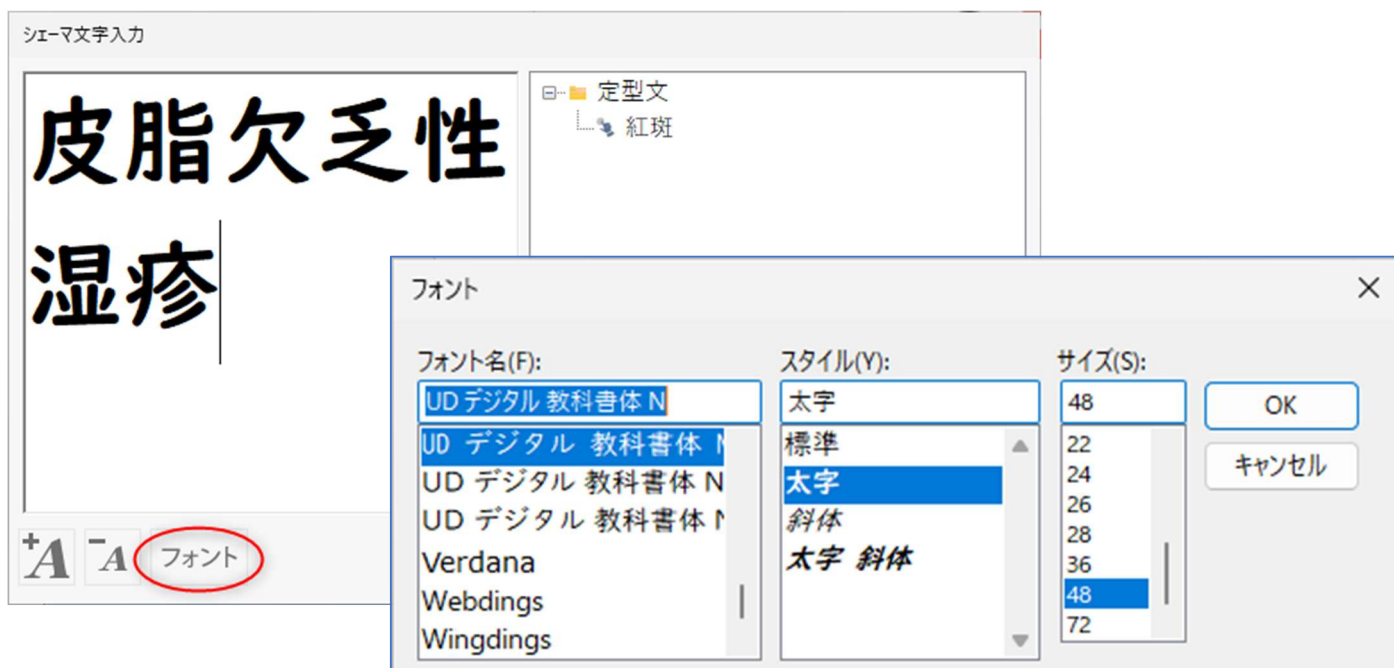 シェーマ文字入力
皮脂欠乏性
湿疹
定型文
紅斑
+A -A フォント
フォント
フォント名(F):
UD デジタル 教科書体 N
UD デジタル 教科書体 N
UD デジタル 教科書体 N
UD デジタル 教科書体 N
Verdana
Webdings
Wingdings
スタイル(Y):
太字
標準
太字
斜体
太字 斜体
サイズ(S):
48
22
24
26
28
36
48
72
OK
キャンセル